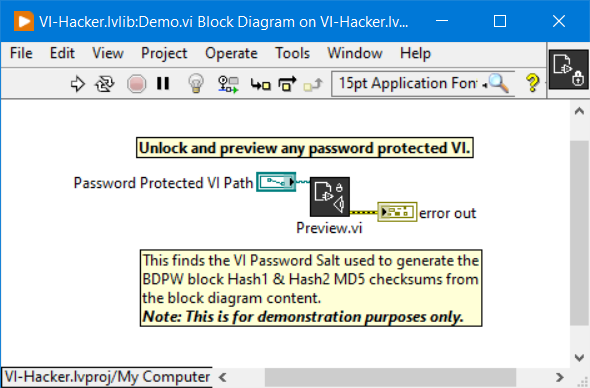 VI-Hacker.lvlib:Demo.vi Block Diagram on VI-Hacker.lv...
File Edit View Project Operate Tools Window Help
15pt Application Fon
Unlock and preview any password protected VI.
Password Protected VI Path
error out
Preview.vi
This finds the VI Password Salt used to generate the
BDPW block Hash1 & Hash2 MD5 checksums from
the block diagram content.
Note: This is for demonstration purposes only.
VI-Hacker.lvproj/My Computer